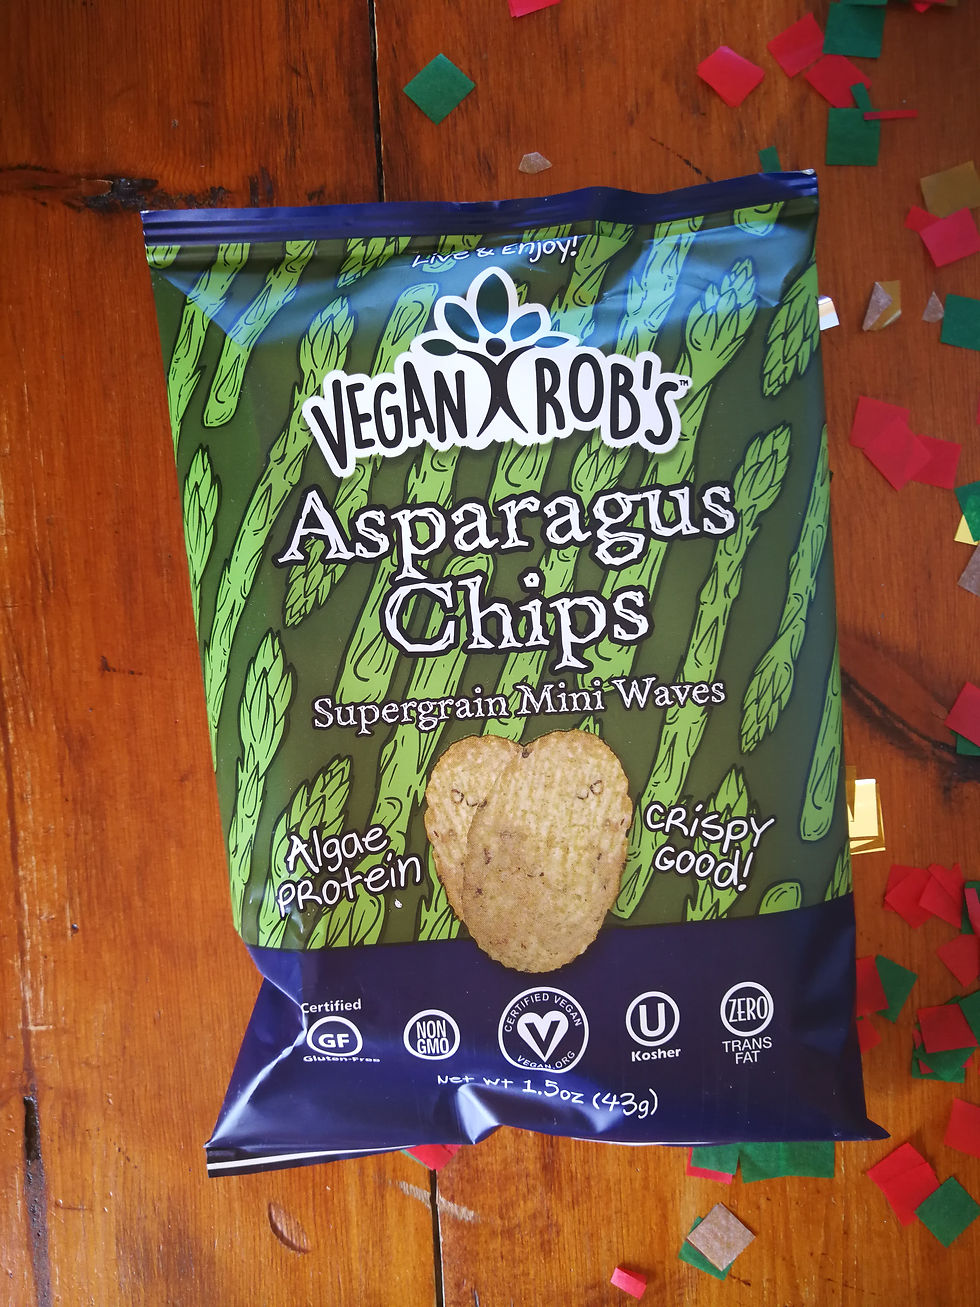 Live & Enjoy!
VEGAN ROB'S™
Asparagus
Chips
Supergrain Mini Waves
Algae
Protein
Crispy
Good!
Certified
GF
Gluten-Free
NON
GMO
CERTIFIED VEGAN
V
VEGAN.ORG
U
Kosher
ZERO
TRANS
FAT
Net wt 1.5oz (43g)